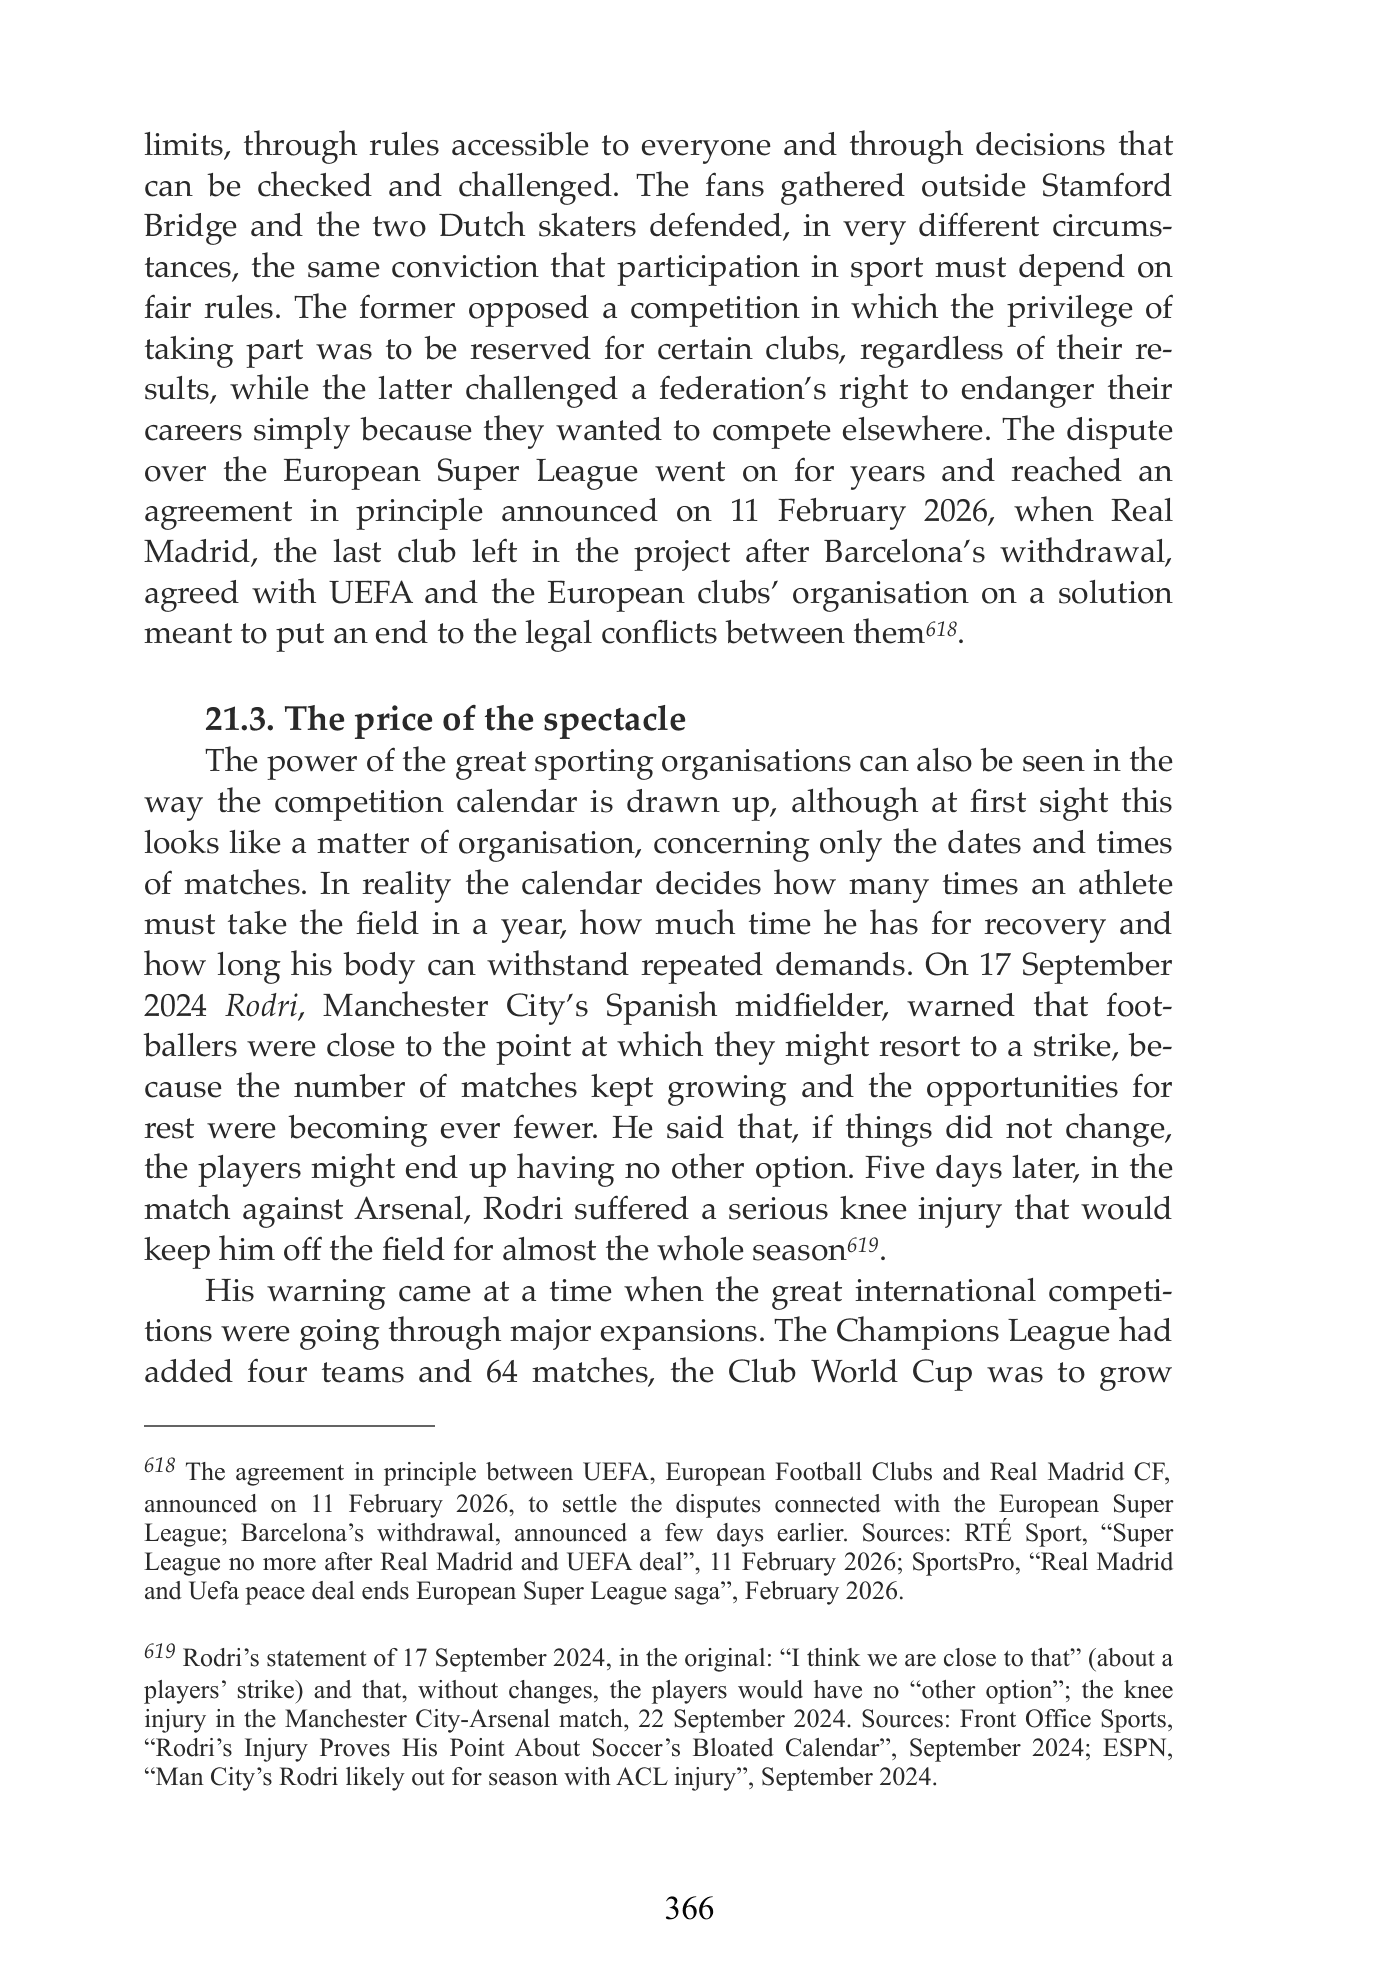 limits, through rules accessible to everyone and through decisions that
can be checked and challenged. The fans gathered outside Stamford
Bridge and the two Dutch skaters defended, in very different circums-
tances, the same conviction that participation in sport must depend on
fair rules. The former opposed a competition in which the privilege of
taking part was to be reserved for certain clubs, regardless of their re-
sults, while the latter challenged a federation’s right to endanger their
careers simply because they wanted to compete elsewhere. The dispute
over the European Super League went on for years and reached an
agreement in principle announced on 11 February 2026, when Real
Madrid, the last club left in the project after Barcelona’s withdrawal,
agreed with UEFA and the European clubs’ organisation on a solution
meant to put an end to the legal conflicts between them618.
21.3. The price of the spectacle
The power of the great sporting organisations can also be seen in the
way the competition calendar is drawn up, although at first sight this
looks like a matter of organisation, concerning only the dates and times
of matches. In reality the calendar decides how many times an athlete
must take the field in a year, how much time he has for recovery and
how long his body can withstand repeated demands. On 17 September
2024 Rodri, Manchester City’s Spanish midfielder, warned that foot-
ballers were close to the point at which they might resort to a strike, be-
cause the number of matches kept growing and the opportunities for
rest were becoming ever fewer. He said that, if things did not change,
the players might end up having no other option. Five days later, in the
match against Arsenal, Rodri suffered a serious knee injury that would
keep him off the field for almost the whole season619.
His warning came at a time when the great international competi-
tions were going through major expansions. The Champions League had
added four teams and 64 matches, the Club World Cup was to grow
618 The agreement in principle between UEFA, European Football Clubs and Real Madrid CF,
announced on 11 February 2026, to settle the disputes connected with the European Super
League; Barcelona’s withdrawal, announced a few days earlier. Sources: RTÉ Sport, “Super
League no more after Real Madrid and UEFA deal”, 11 February 2026; SportsPro, “Real Madrid
and Uefa peace deal ends European Super League saga”, February 2026.
619 Rodri’s statement of 17 September 2024, in the original: “I think we are close to that” (about a
players’ strike) and that, without changes, the players would have no “other option”; the knee
injury in the Manchester City-Arsenal match, 22 September 2024. Sources: Front Office Sports,
“Rodri’s Injury Proves His Point About Soccer’s Bloated Calendar”, September 2024; ESPN,
“Man City’s Rodri likely out for season with ACL injury”, September 2024.
366